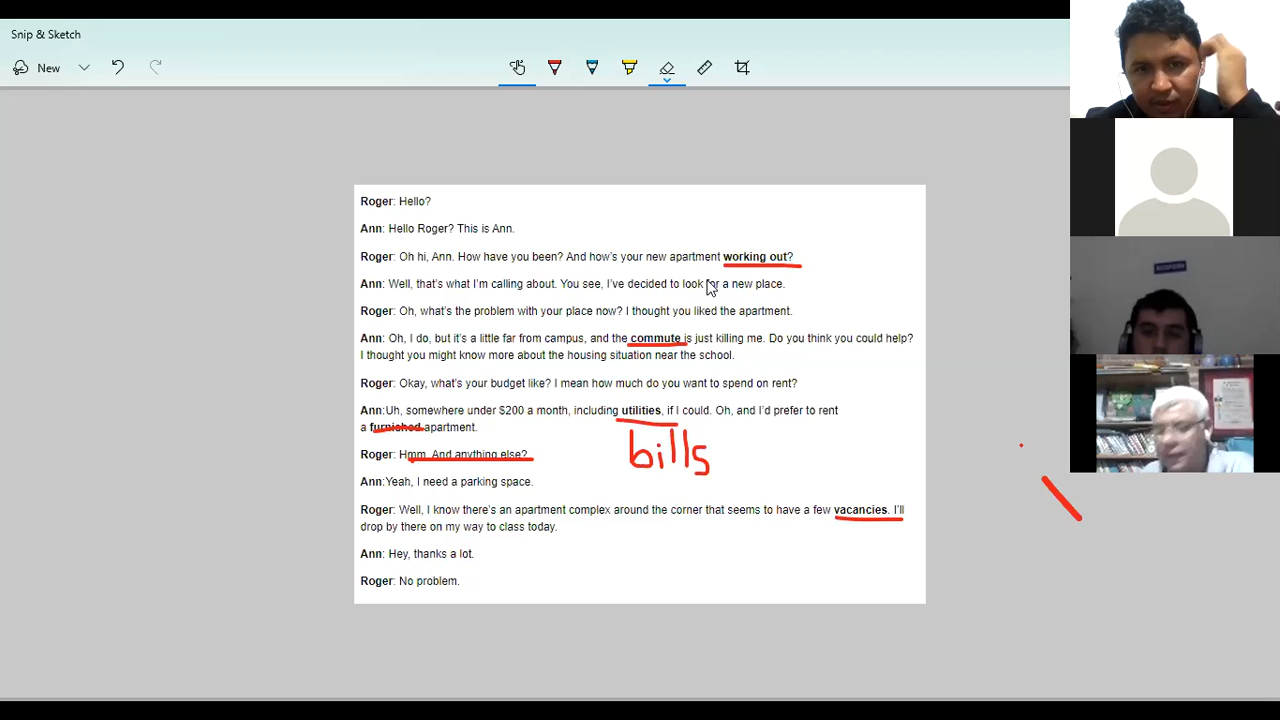 Snip & Sketch
New
Roger: Hello?
Ann: Hello Roger? This is Ann.
Roger: Oh hi, Ann. How have you been? And how's your new apartment working out?
Ann: Well, that's what I'm calling about. You see, I've decided to look for a new place.
Roger: Oh, what's the problem with your place now? I thought you liked the apartment.
Ann: Oh, I do, but it's a little far from campus, and the commute is just killing me. Do you think you could help?
I thought you might know more about the housing situation near the school.
Roger: Okay, what's your budget like? I mean how much do you want to spend on rent?
Ann:Uh, somewhere under $200 a month, including utilities, if I could. Oh, and I'd prefer to rent
a furnished apartment.
bills
Roger: Hmm. And anything else?
Ann:Yeah, I need a parking space.
Roger: Well, I know there's an apartment complex around the corner that seems to have a few vacancies. I'll
drop by there on my way to class today.
Ann: Hey, thanks a lot.
Roger: No problem.